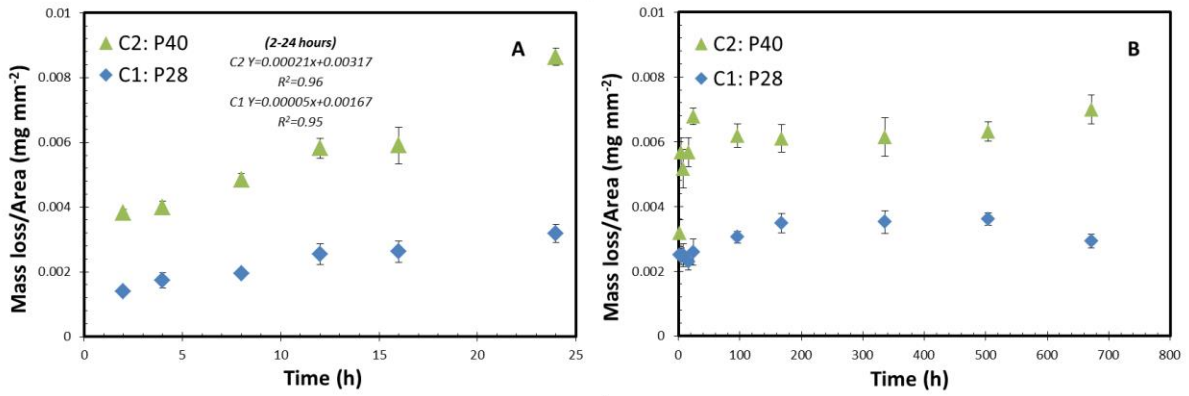 0.01
0.008
0.006
0.004
0.002
0
Mass loss/Area (mg mm⁻²)
C2: P40
C1: P28
(2-24 hours)
C2 Y=0.00021x+0.00317
R²=0.96
C1 Y=0.00005x+0.00167
R²=0.95
A
0 5 10 15 20 25
Time (h)
0.01
0.008
0.006
0.004
0.002
0
Mass loss/Area (mg mm⁻²)
C2: P40
C1: P28
B
0 100 200 300 400 500 600 700 800
Time (h)